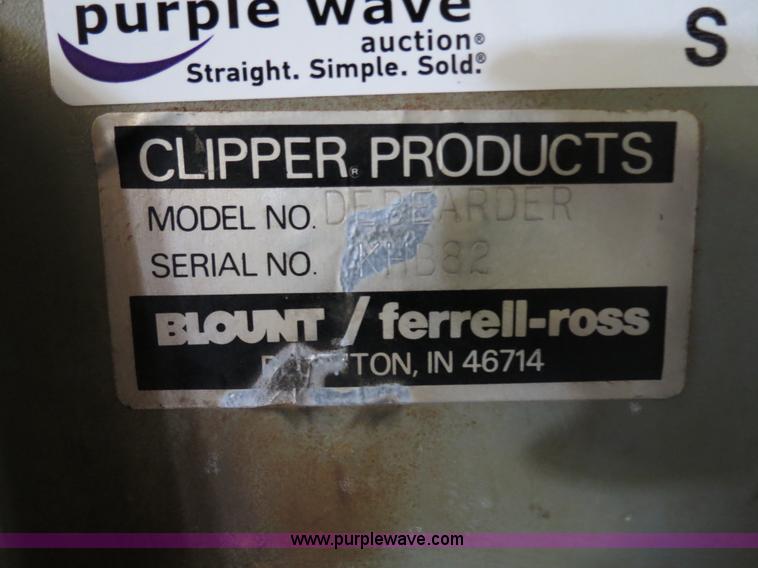 purple wave
auction®
Straight. Simple. Sold.®
S
CLIPPER® PRODUCTS
MODEL NO. DEBEARDER
SERIAL NO. KHB82
BLOUNT / ferrell-ross
IN 46714
www.purplewave.com